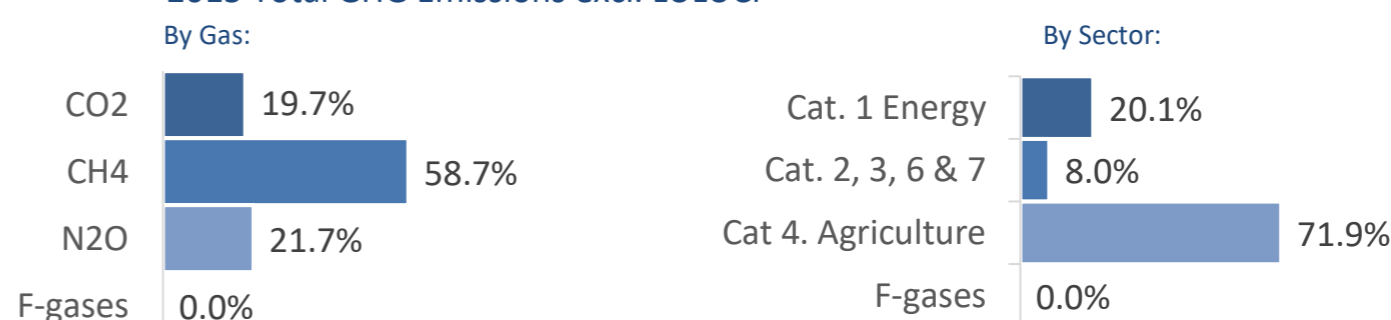 By Gas:
CO2 19.7%
CH4 58.7%
N2O 21.7%
F-gases 0.0%
By Sector:
Cat. 1 Energy 20.1%
Cat. 2, 3, 6 & 7 8.0%
Cat 4. Agriculture 71.9%
F-gases 0.0%